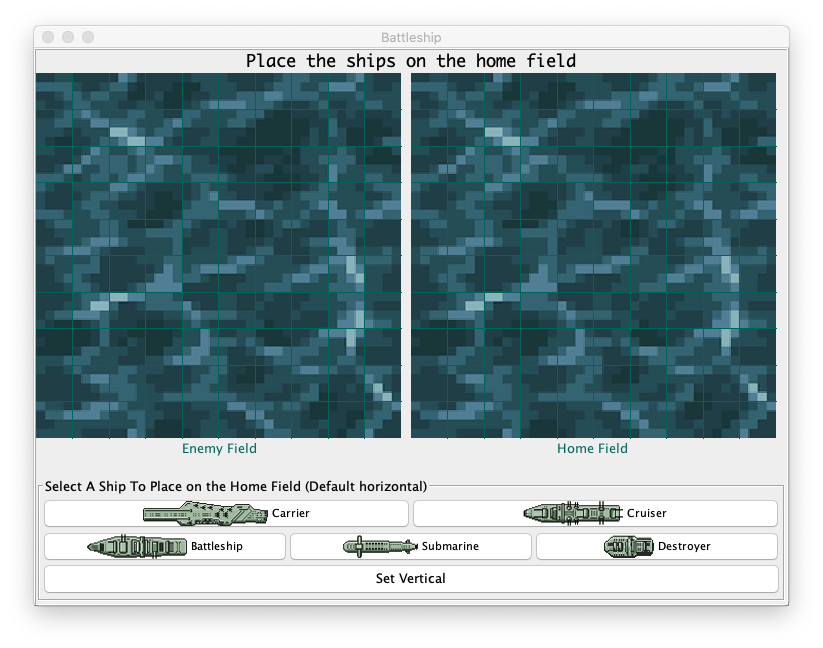 Battleship
Place the ships on the home field
Enemy Field
Home Field
Select A Ship To Place on the Home Field (Default horizontal)
Carrier
Cruiser
Battleship
Submarine
Destroyer
Set Vertical